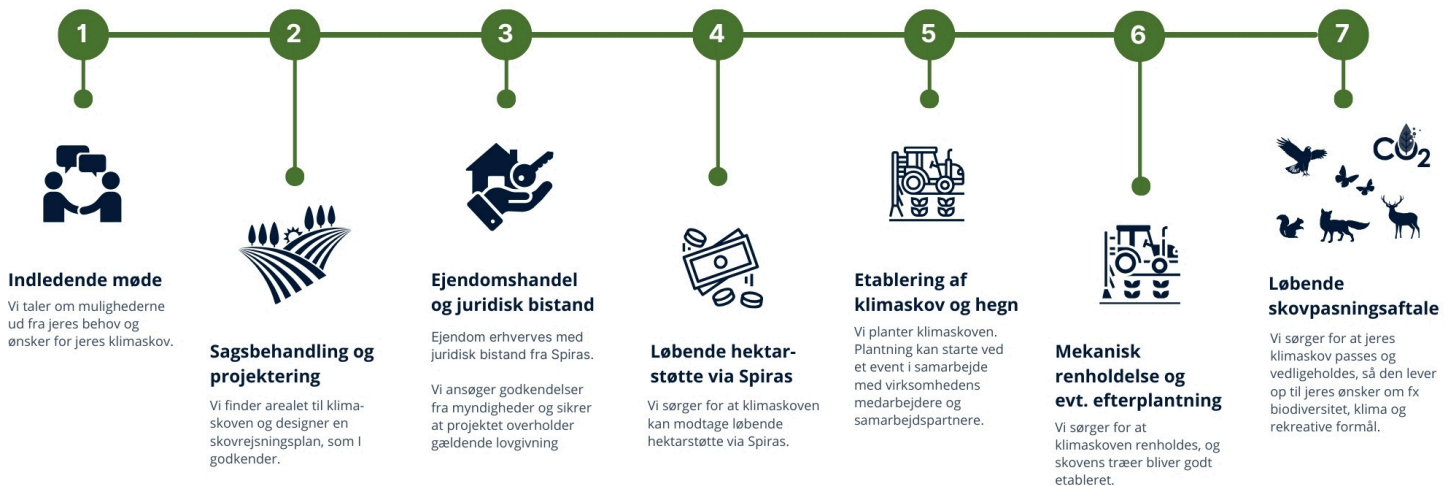 1
2
3
4
5
6
7
Indledende møde
Vi taler om mulighederne
ud fra jeres behov og
ønsker for jeres klimaskov.
Sagsbehandling og
projektering
Vi finder arealet til klima-
skoven og designer en
skovrejsningsplan, som I
godkender.
Ejendomshandel
og juridisk bistand
Ejendom erhverves med
juridisk bistand fra Spiras.
Vi ansøger godkendelser
fra myndigheder og sikrer
at projektet overholder
gældende lovgivning
Løbende hektar-
støtte via Spiras
Vi sørger for at klimaskoven
kan modtage løbende
hektarstøtte via Spiras.
Etablering af
klimaskov og hegn
Vi planter klimaskoven.
Plantning kan starte ved
et event i samarbejde
med virksomhedens
medarbejdere og
samarbejdspartnere.
Mekanisk
renholdelse og
evt. efterplantning
Vi sørger for at
klimaskoven renholdes, og
skovens træer bliver godt
etableret.
CO2
Løbende
skovpasningsaftale
Vi sørger for at jeres
klimaskov passes og
vedligeholdes, så den lever
op til jeres ønsker om fx
biodiversitet, klima og
rekreative formål.